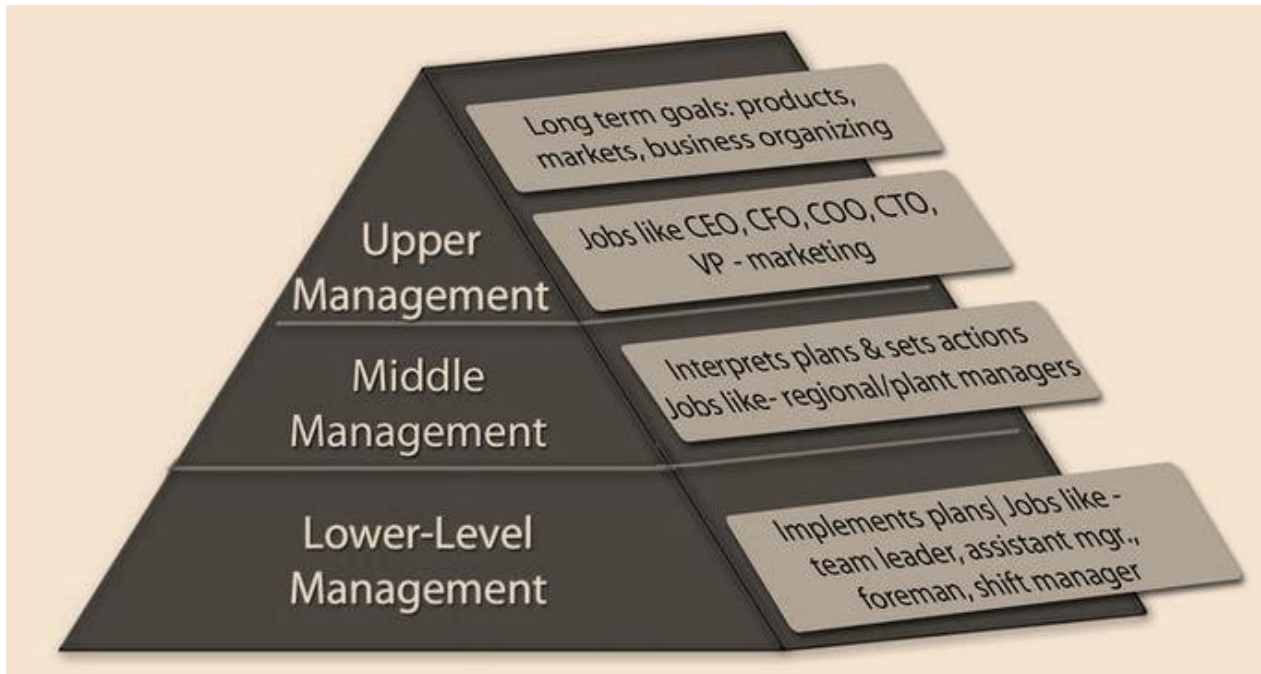 Long term goals: products,
markets, business organizing
Jobs like CEO, CFO, COO, CTO,
VP - marketing
Upper
Management
Interprets plans & sets actions
Jobs like- regional/plant managers
Middle
Management
Implements plans| Jobs like -
team leader, assistant mgr.,
foreman, shift manager
Lower-Level
Management